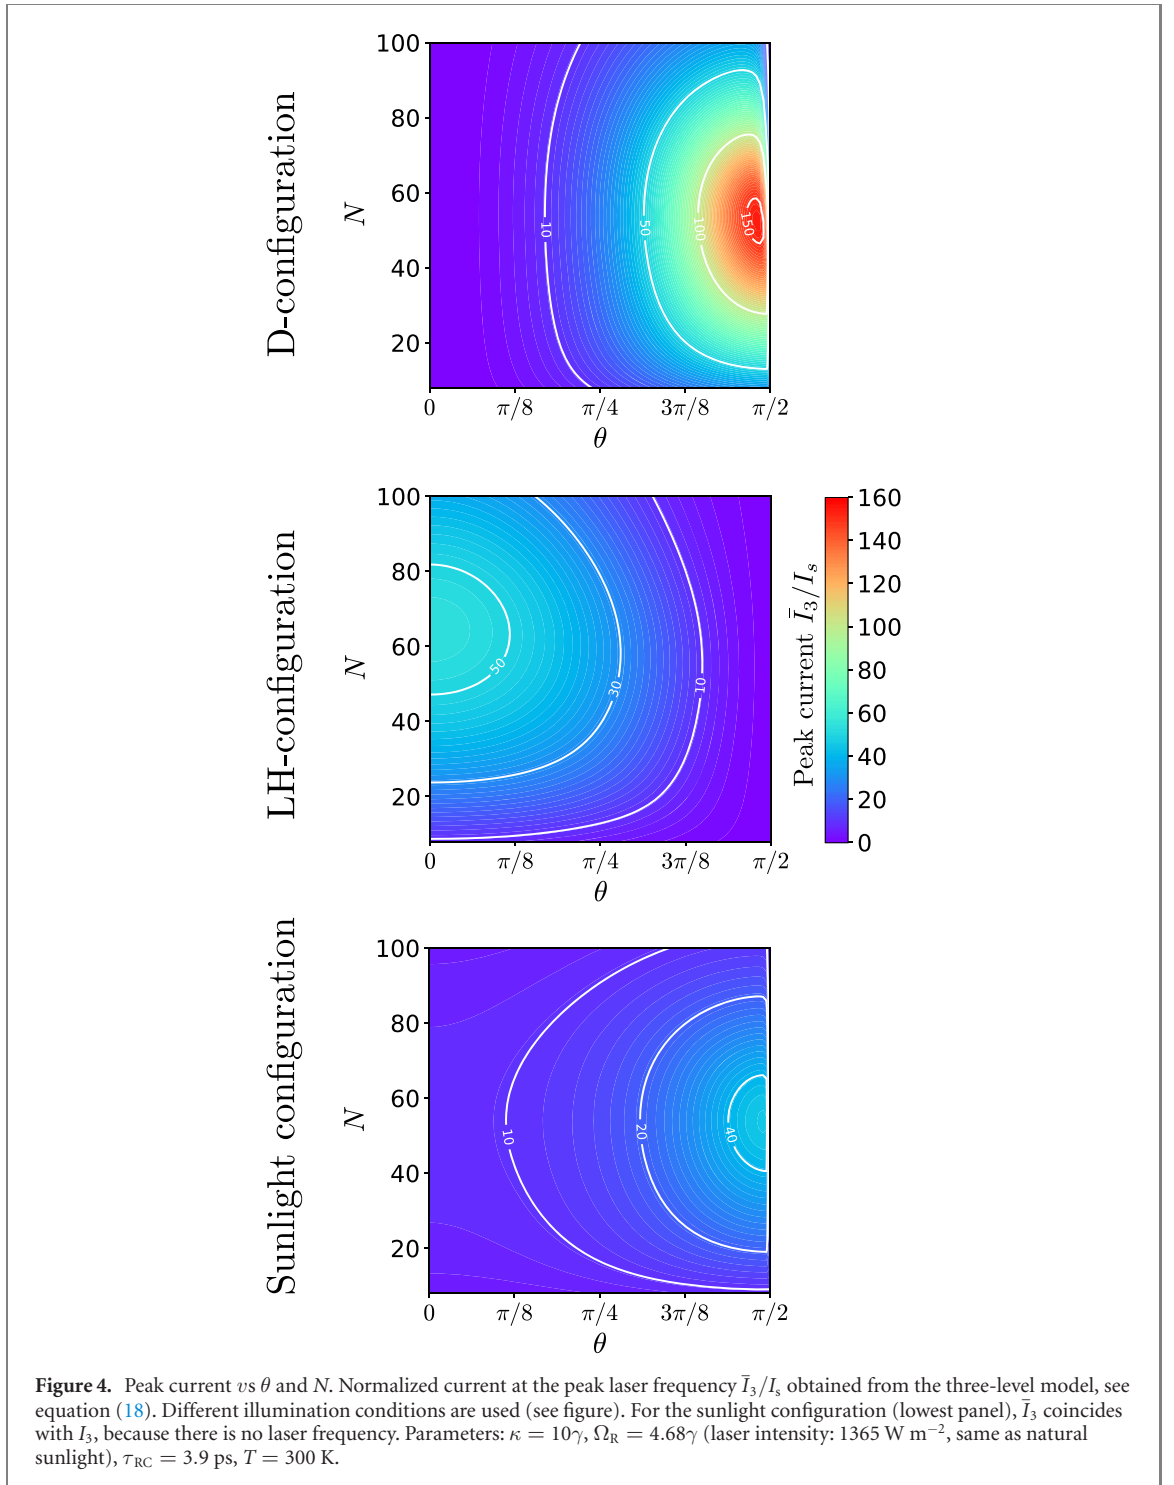 D-configuration
N
100
80
60
40
20
10
50
100
150
0
π/8
π/4
3π/8
π/2
θ
LH-configuration
N
100
80
60
40
20
50
30
10
0
π/8
π/4
3π/8
π/2
θ
Peak current Ī₃/Iₛ
160
140
120
100
80
60
40
20
0
Sunlight configuration
N
100
80
60
40
20
10
20
40
0
π/8
π/4
3π/8
π/2
θ
Figure 4. Peak current vs θ and N. Normalized current at the peak laser frequency Ī₃/Iₛ obtained from the three-level model, see
equation (18). Different illumination conditions are used (see figure). For the sunlight configuration (lowest panel), Ī₃ coincides
with I₃, because there is no laser frequency. Parameters: κ = 10γ, Ω_R = 4.68γ (laser intensity: 1365 W m⁻², same as natural
sunlight), τ_RC = 3.9 ps, T = 300 K.